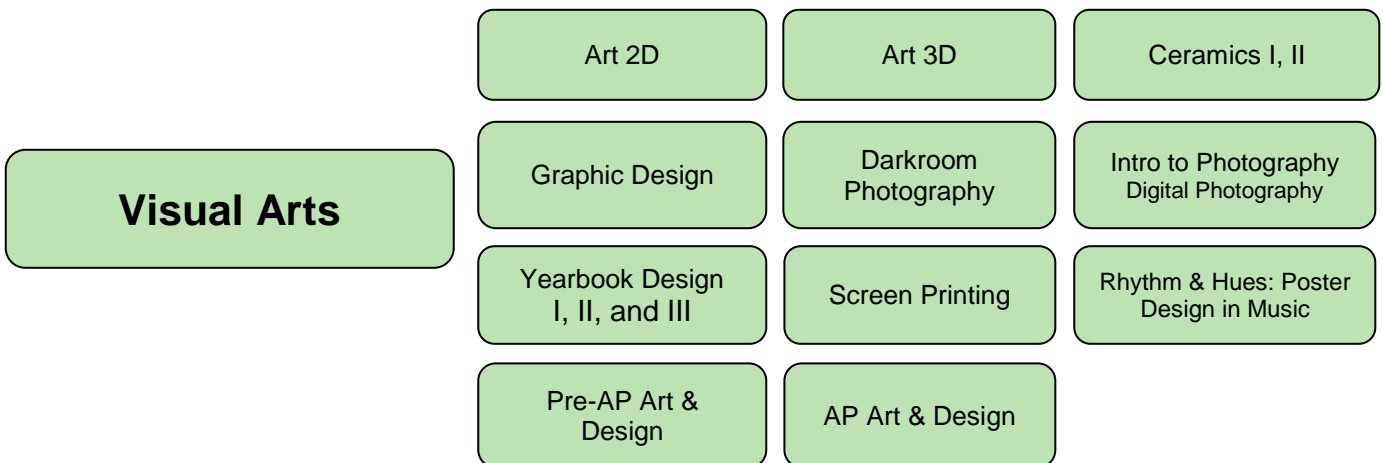 Visual Arts
Art 2D
Art 3D
Ceramics I, II
Graphic Design
Darkroom
Photography
Intro to Photography
Digital Photography
Yearbook Design
I, II, and III
Screen Printing
Rhythm & Hues: Poster
Design in Music
Pre-AP Art &
Design
AP Art & Design